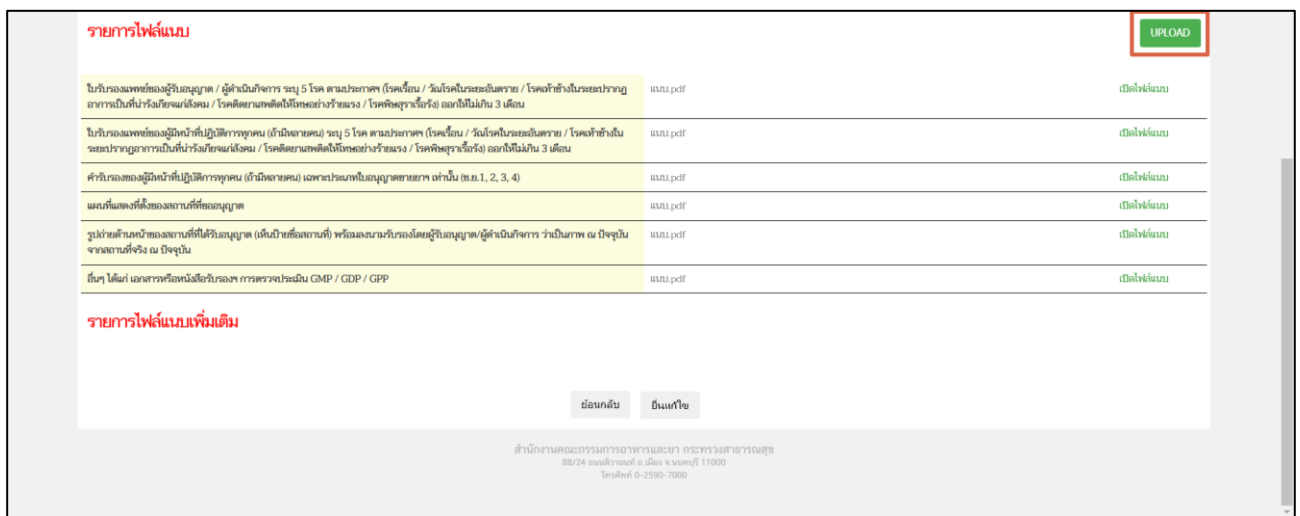 รายการไฟล์แนบ
UPLOAD
ใบรับรองแพทย์ของผู้รับอนุญาต / ผู้ดำเนินกิจการ ระบุ 5 โรค ตามประกาศฯ (โรคเรื้อน / วัณโรคในระยะอันตราย / โรคเท้าช้างในระยะปรากฏ
อาการเป็นที่น่ารังเกียจแก่สังคม / โรคติดยาเสพติดให้โทษอย่างร้ายแรง / โรคพิษสุราเรื้อรัง) ออกให้ไม่เกิน 3 เดือน
แนบ.pdf
เปิดไฟล์แนบ
ใบรับรองแพทย์ของผู้มีหน้าที่ปฏิบัติการทุกคน (ถ้ามีหลายคน) ระบุ 5 โรค ตามประกาศฯ (โรคเรื้อน / วัณโรคในระยะอันตราย / โรคเท้าช้างใน
ระยะปรากฏอาการเป็นที่น่ารังเกียจแก่สังคม / โรคติดยาเสพติดให้โทษอย่างร้ายแรง / โรคพิษสุราเรื้อรัง) ออกให้ไม่เกิน 3 เดือน
แนบ.pdf
เปิดไฟล์แนบ
คำรับรองของผู้มีหน้าที่ปฏิบัติการทุกคน (ถ้ามีหลายคน) เฉพาะประเภทใบอนุญาตขายยาฯ เท่านั้น (ข.ย.1, 2, 3, 4)
แนบ.pdf
เปิดไฟล์แนบ
แผนที่แสดงที่ตั้งของสถานที่ที่ขออนุญาต
แนบ.pdf
เปิดไฟล์แนบ
รูปถ่ายด้านหน้าของสถานที่ที่ได้รับอนุญาต (เห็นป้ายชื่อสถานที่) พร้อมลงนามรับรองโดยผู้รับอนุญาต/ผู้ดำเนินกิจการ ว่าเป็นภาพ ณ ปัจจุบัน
จากสถานที่จริง ณ ปัจจุบัน
แนบ.pdf
เปิดไฟล์แนบ
อื่นๆ ได้แก่ เอกสารหรือหนังสือรับรองฯ การตรวจประเมิน GMP / GDP / GPP
แนบ.pdf
เปิดไฟล์แนบ
รายการไฟล์แนบเพิ่มเติม
ย้อนกลับ
ยื่นแก้ไข
สำนักงานคณะกรรมการอาหารและยา กระทรวงสาธารณสุข
88/24 ถนนติวานนท์ อ.เมือง จ.นนทบุรี 11000
โทรศัพท์ 0-2590-7000